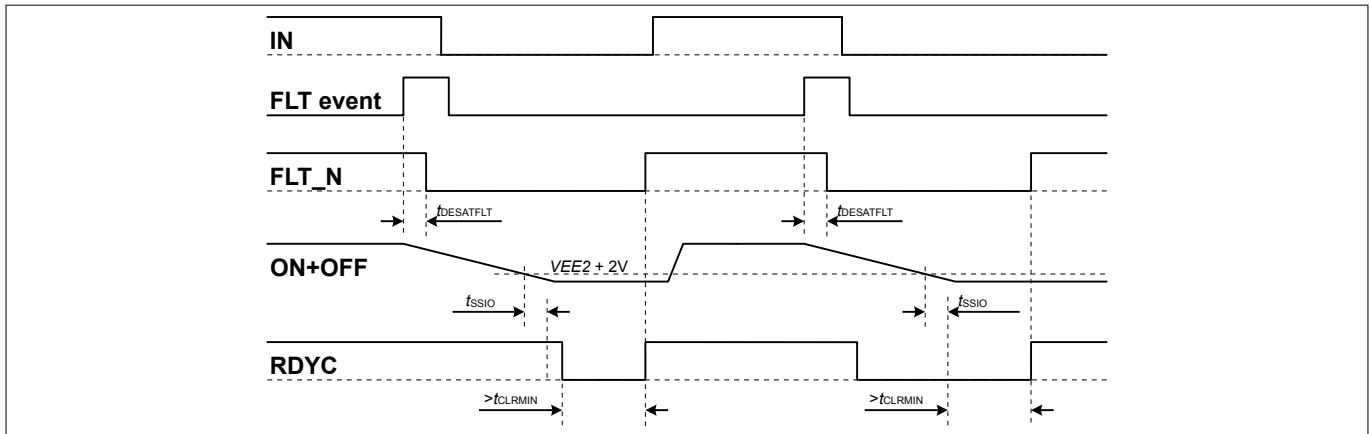 IN
FLT event
FLT_N
tDESATFLT
tDESATFLT
ON+OFF
VEE2 + 2V
tSSIO
tSSIO
RDYC
>tCLRMIN
>tCLRMIN